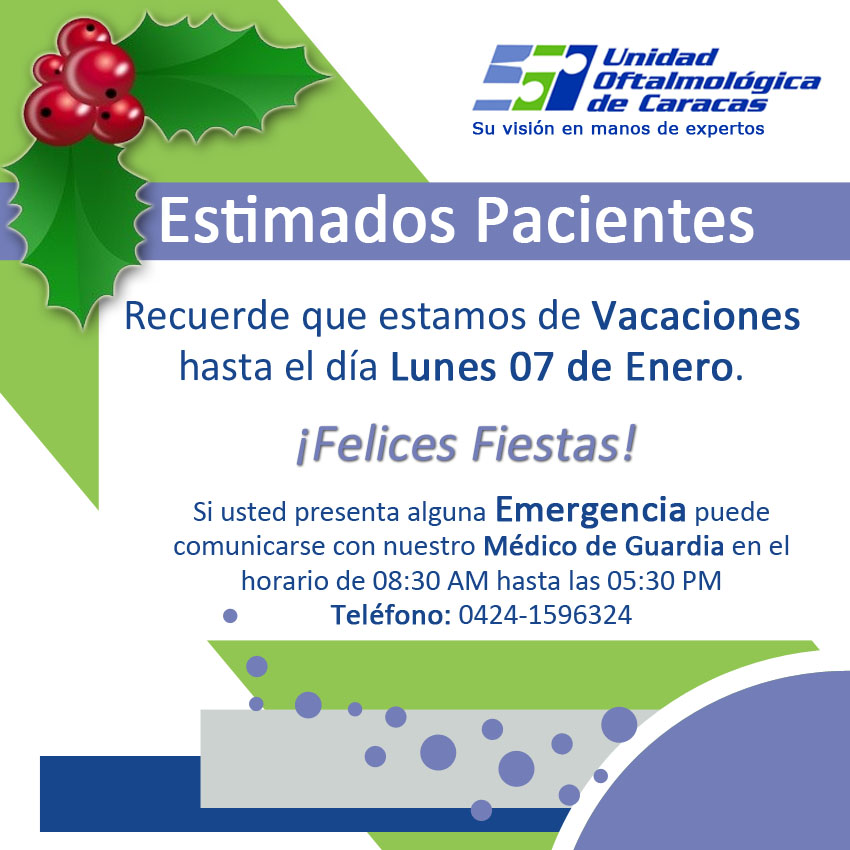 Unidad
Oftalmológica
de Caracas
Su visión en manos de expertos
Estimados Pacientes
Recuerde que estamos de Vacaciones
hasta el día Lunes 07 de Enero.
¡Felices Fiestas!
Si usted presenta alguna Emergencia puede
comunicarse con nuestro Médico de Guardia en el
horario de 08:30 AM hasta las 05:30 PM
Teléfono: 0424-1596324